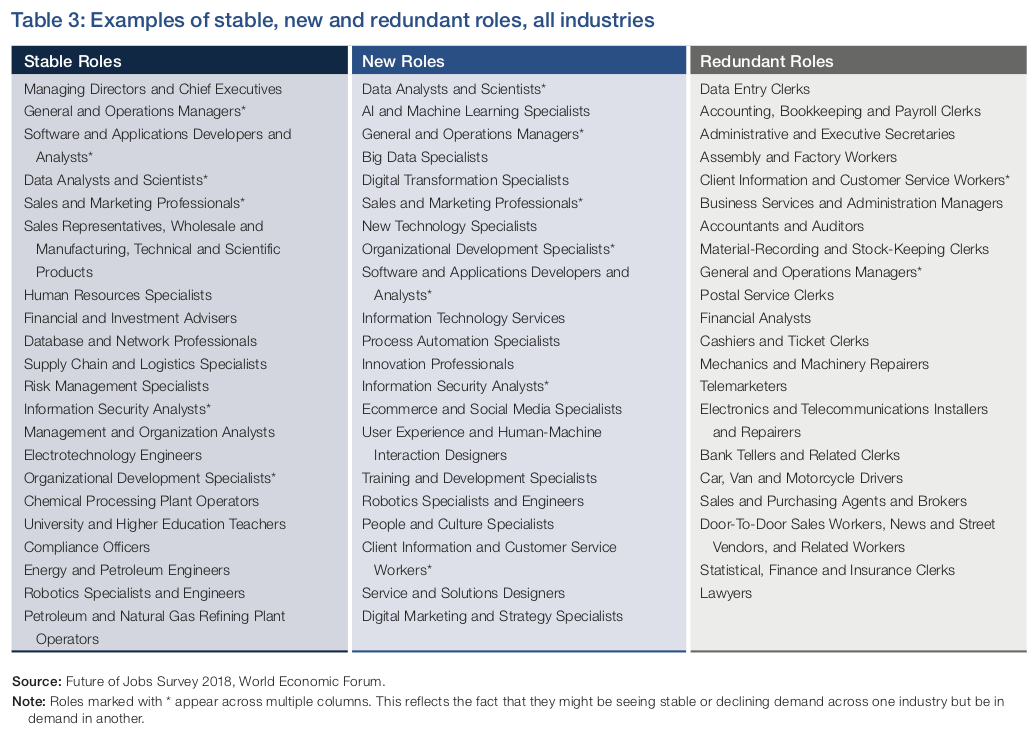 Table 3: Examples of stable, new and redundant roles, all industries
Stable Roles
Managing Directors and Chief Executives
General and Operations Managers*
Software and Applications Developers and
Analysts*
Data Analysts and Scientists*
Sales and Marketing Professionals*
Sales Representatives, Wholesale and
Manufacturing, Technical and Scientific
Products
Human Resources Specialists
Financial and Investment Advisers
Database and Network Professionals
Supply Chain and Logistics Specialists
Risk Management Specialists
Information Security Analysts*
Management and Organization Analysts
Electrotechnology Engineers
Organizational Development Specialists*
Chemical Processing Plant Operators
University and Higher Education Teachers
Compliance Officers
Energy and Petroleum Engineers
Robotics Specialists and Engineers
Petroleum and Natural Gas Refining Plant
Operators
New Roles
Data Analysts and Scientists*
AI and Machine Learning Specialists
General and Operations Managers*
Big Data Specialists
Digital Transformation Specialists
Sales and Marketing Professionals*
New Technology Specialists
Organizational Development Specialists*
Software and Applications Developers and
Analysts*
Information Technology Services
Process Automation Specialists
Innovation Professionals
Information Security Analysts*
Ecommerce and Social Media Specialists
User Experience and Human-Machine
Interaction Designers
Training and Development Specialists
Robotics Specialists and Engineers
People and Culture Specialists
Client Information and Customer Service
Workers*
Service and Solutions Designers
Digital Marketing and Strategy Specialists
Redundant Roles
Data Entry Clerks
Accounting, Bookkeeping and Payroll Clerks
Administrative and Executive Secretaries
Assembly and Factory Workers
Client Information and Customer Service Workers*
Business Services and Administration Managers
Accountants and Auditors
Material-Recording and Stock-Keeping Clerks
General and Operations Managers*
Postal Service Clerks
Financial Analysts
Cashiers and Ticket Clerks
Mechanics and Machinery Repairers
Telemarketers
Electronics and Telecommunications Installers
and Repairers
Bank Tellers and Related Clerks
Car, Van and Motorcycle Drivers
Sales and Purchasing Agents and Brokers
Door-To-Door Sales Workers, News and Street
Vendors, and Related Workers
Statistical, Finance and Insurance Clerks
Lawyers
Source: Future of Jobs Survey 2018, World Economic Forum.
Note: Roles marked with * appear across multiple columns. This reflects the fact that they might be seeing stable or declining demand across one industry but be in
demand in another.